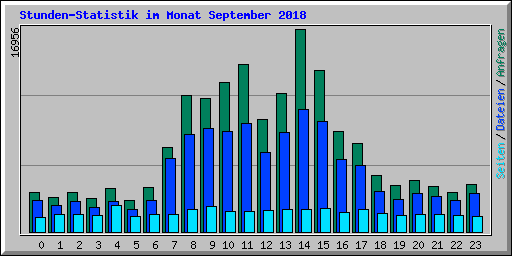 Stunden-Statistik im Monat September 2018
16956
Seiten / Dateien / Anfragen
0 1 2 3 4 5 6 7 8 9 10 11 12 13 14 15 16 17 18 19 20 21 22 23